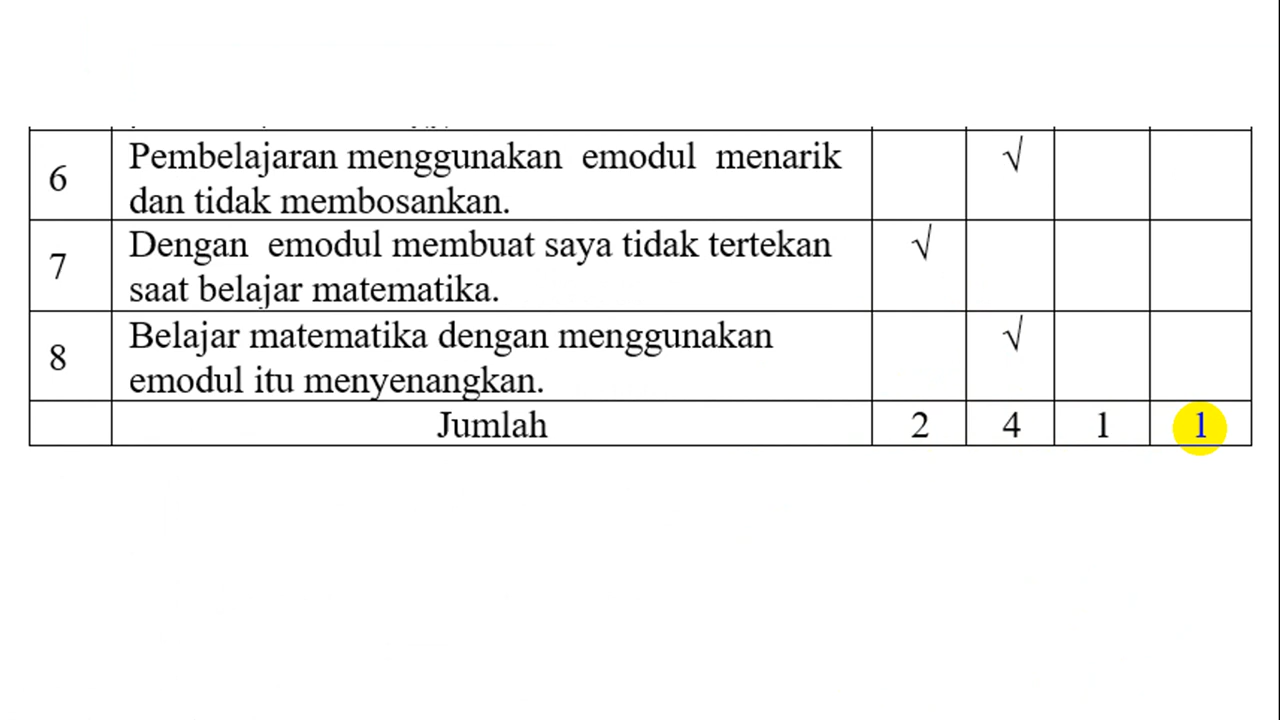 6 Pembelajaran menggunakan emodul menarik √
dan tidak membosankan.
7 Dengan emodul membuat saya tidak tertekan √
saat belajar matematika.
8 Belajar matematika dengan menggunakan √
emodul itu menyenangkan.
Jumlah 2 4 1 1